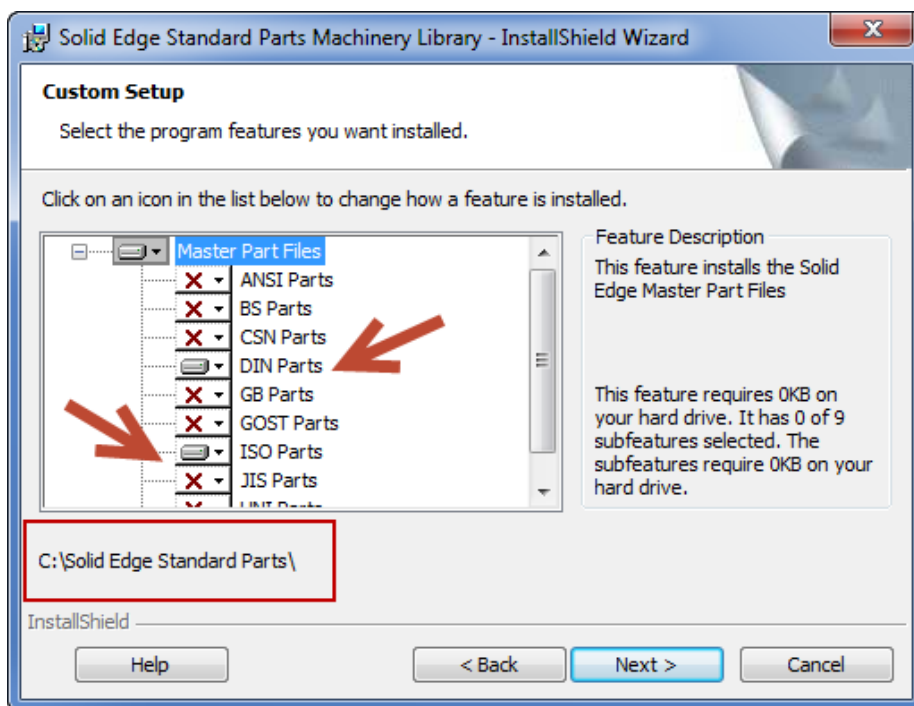 Solid Edge Standard Parts Machinery Library - InstallShield Wizard
Custom Setup
Select the program features you want installed.
Click on an icon in the list below to change how a feature is installed.
Master Part Files
ANSI Parts
BS Parts
CSN Parts
DIN Parts
GB Parts
GOST Parts
ISO Parts
JIS Parts
UNI Parts
Feature Description
This feature installs the Solid
Edge Master Part Files
This feature requires 0KB on
your hard drive. It has 0 of 9
subfeatures selected. The
subfeatures require 0KB on your
hard drive.
C:\Solid Edge Standard Parts\
InstallShield
Help
< Back
Next >
Cancel